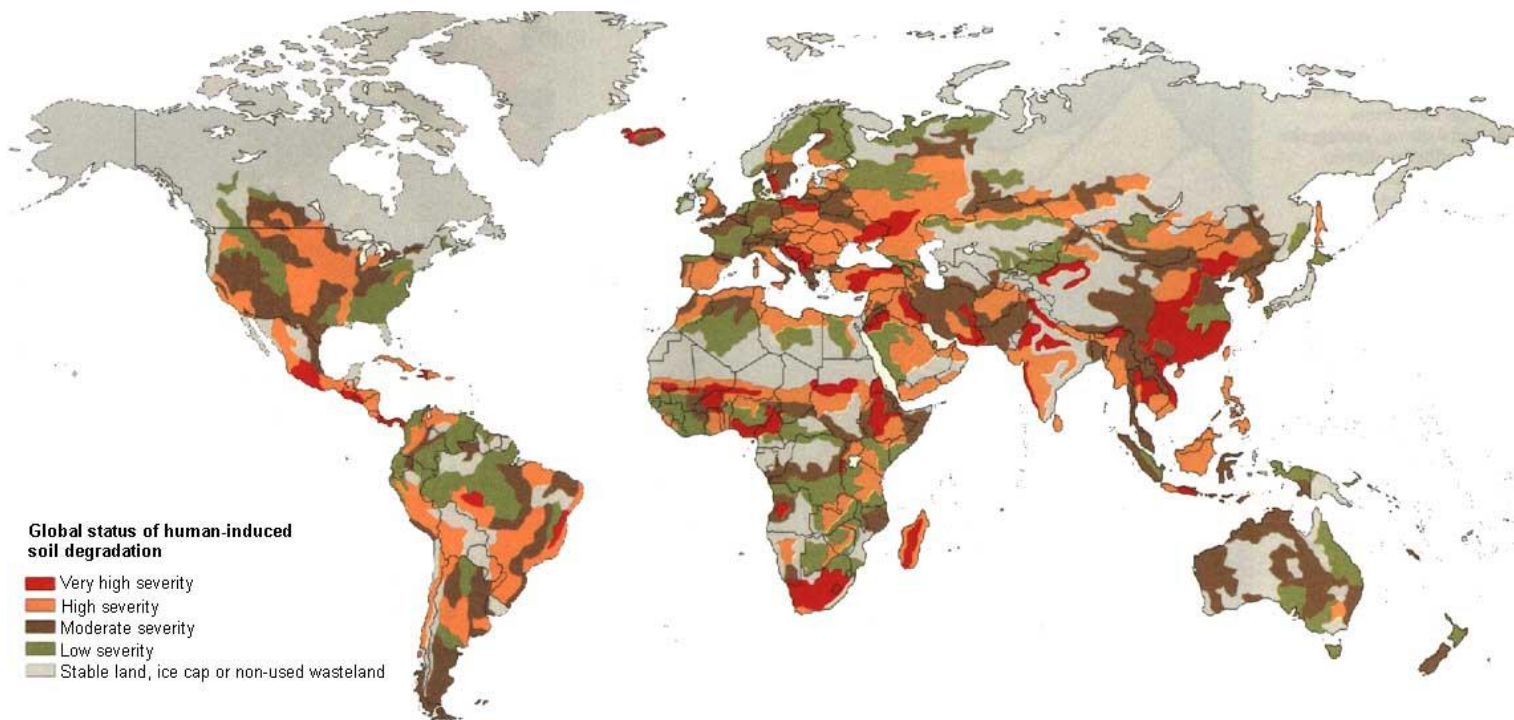 Global status of human-induced
soil degradation
Very high severity
High severity
Moderate severity
Low severity
Stable land, ice cap or non-used wasteland